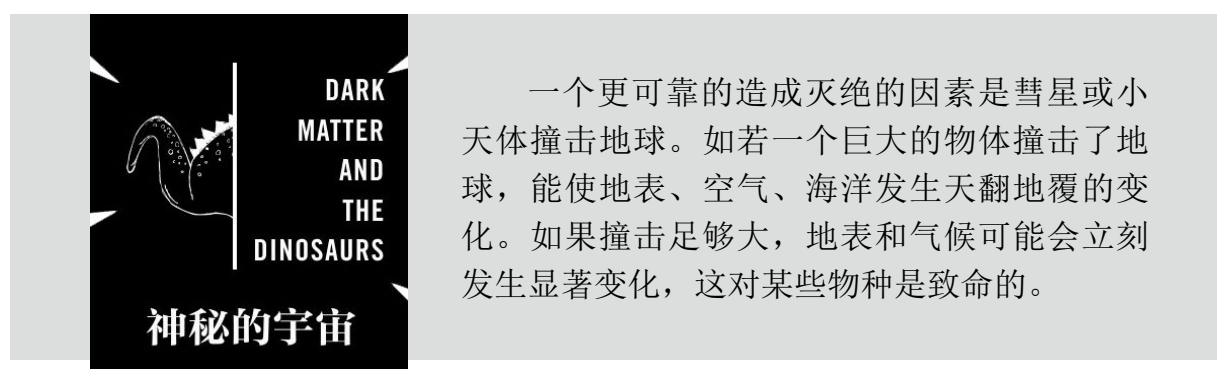 DARK
MATTER
AND
THE
DINOSAURS
神秘的宇宙
一个更可靠的造成灭绝的因素是彗星或小
天体撞击地球。如若一个巨大的物体撞击了地
球，能使地表、空气、海洋发生天翻地覆的变
化。如果撞击足够大，地表和气候可能会立刻
发生显著变化，这对某些物种是致命的。